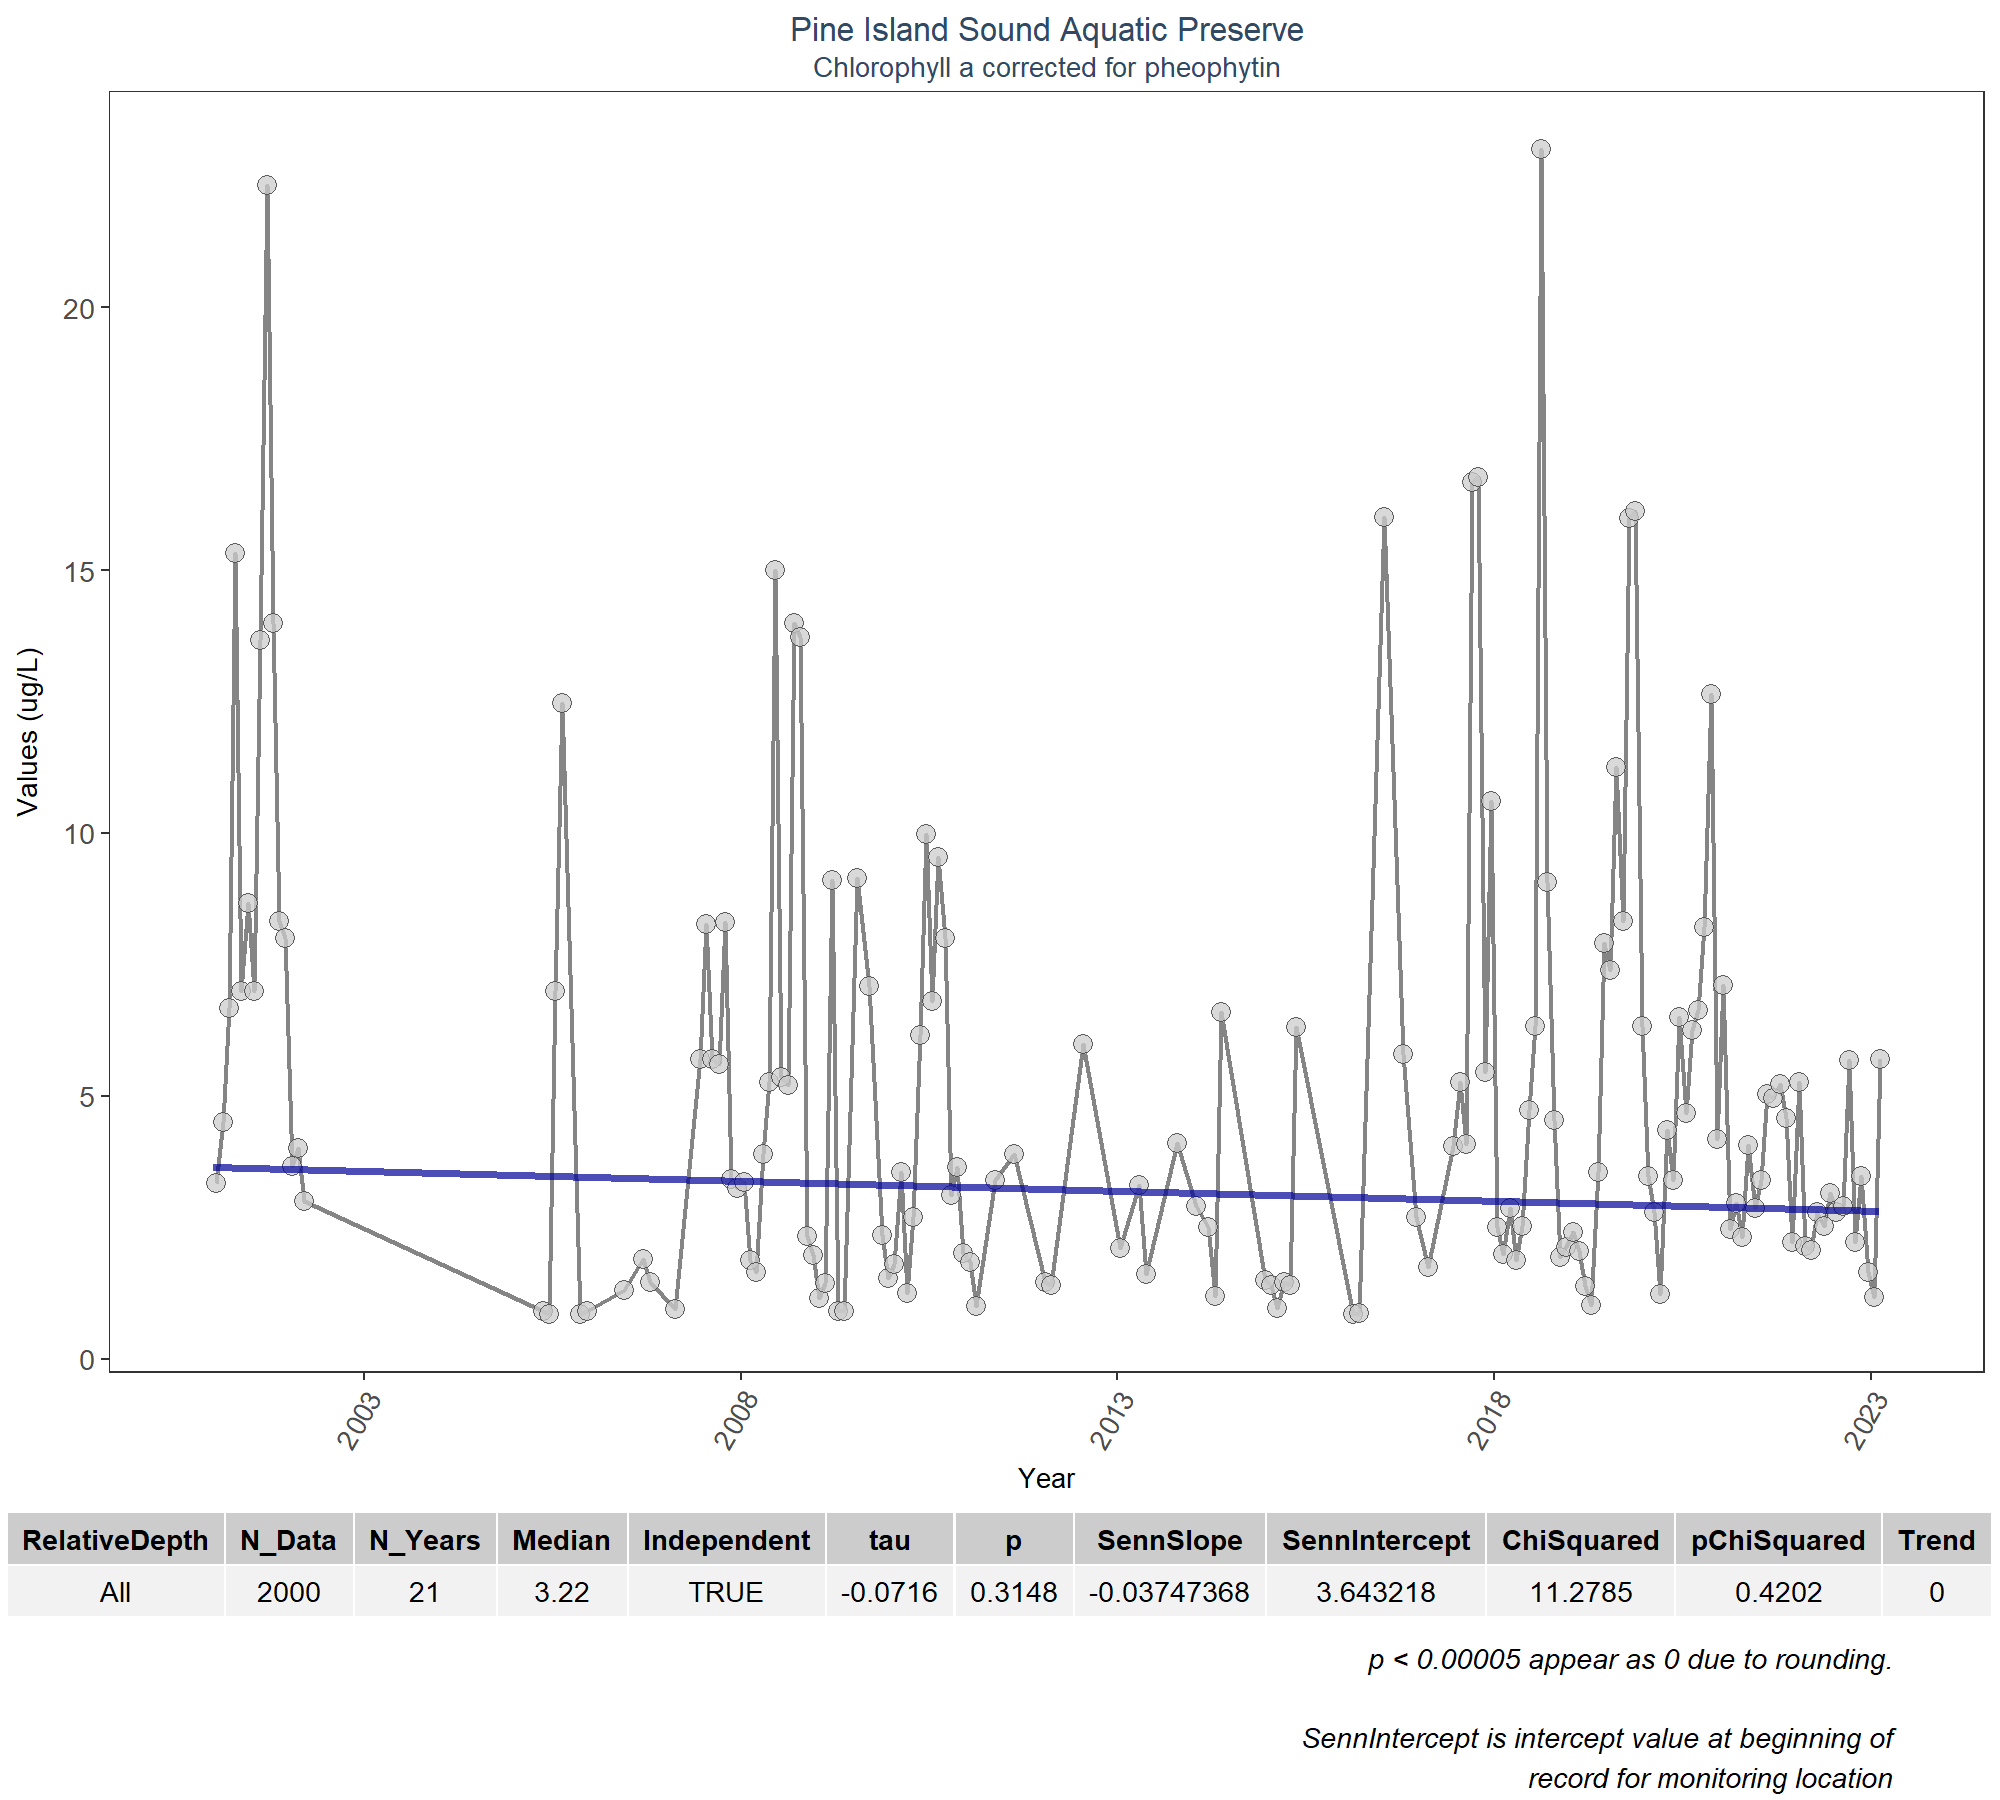 Pine Island Sound Aquatic Preserve
Chlorophyll a corrected for pheophytin
Values (ug/L)
20
15
10
5
0
2003 2008 2013 2018 2023
Year
RelativeDepth N_Data N_Years Median Independent tau p SennSlope SennIntercept ChiSquared pChiSquared Trend
All 2000 21 3.22 TRUE -0.0716 0.3148 -0.03747368 3.643218 11.2785 0.4202 0
p < 0.00005 appear as 0 due to rounding.
SennIntercept is intercept value at beginning of
record for monitoring location